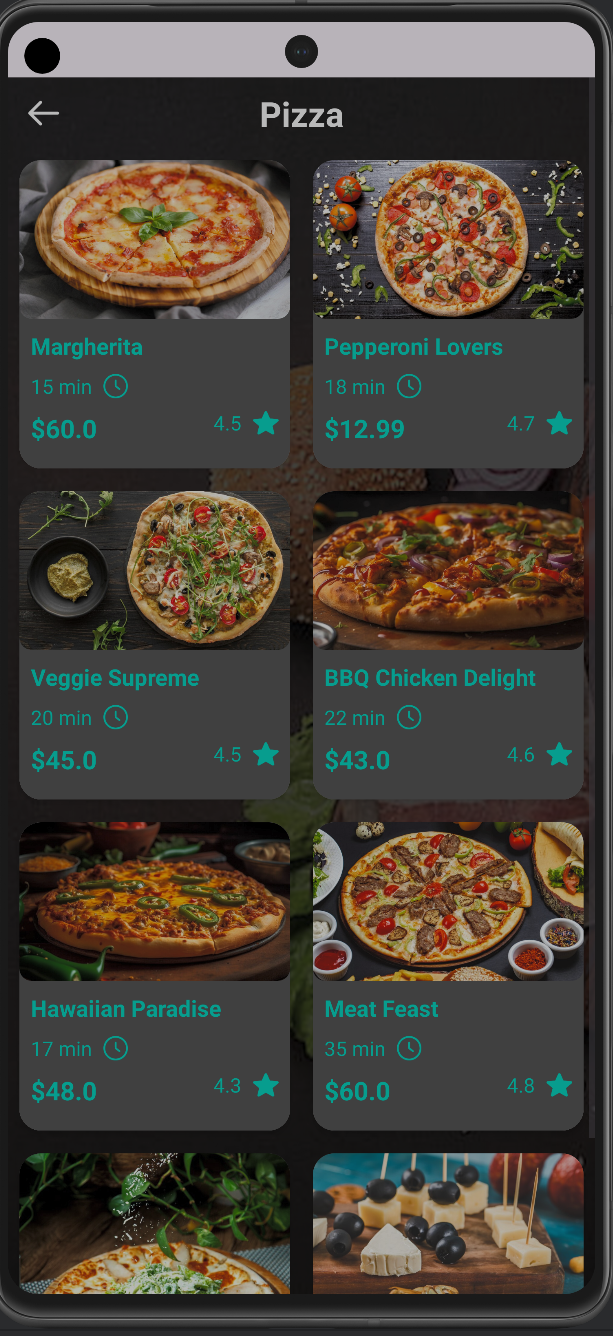 Pizza
Margherita
15 min
$60.0
4.5
Pepperoni Lovers
18 min
$12.99
4.7
Veggie Supreme
20 min
$45.0
4.5
BBQ Chicken Delight
22 min
$43.0
4.6
Hawaiian Paradise
17 min
$48.0
4.3
Meat Feast
35 min
$60.0
4.8